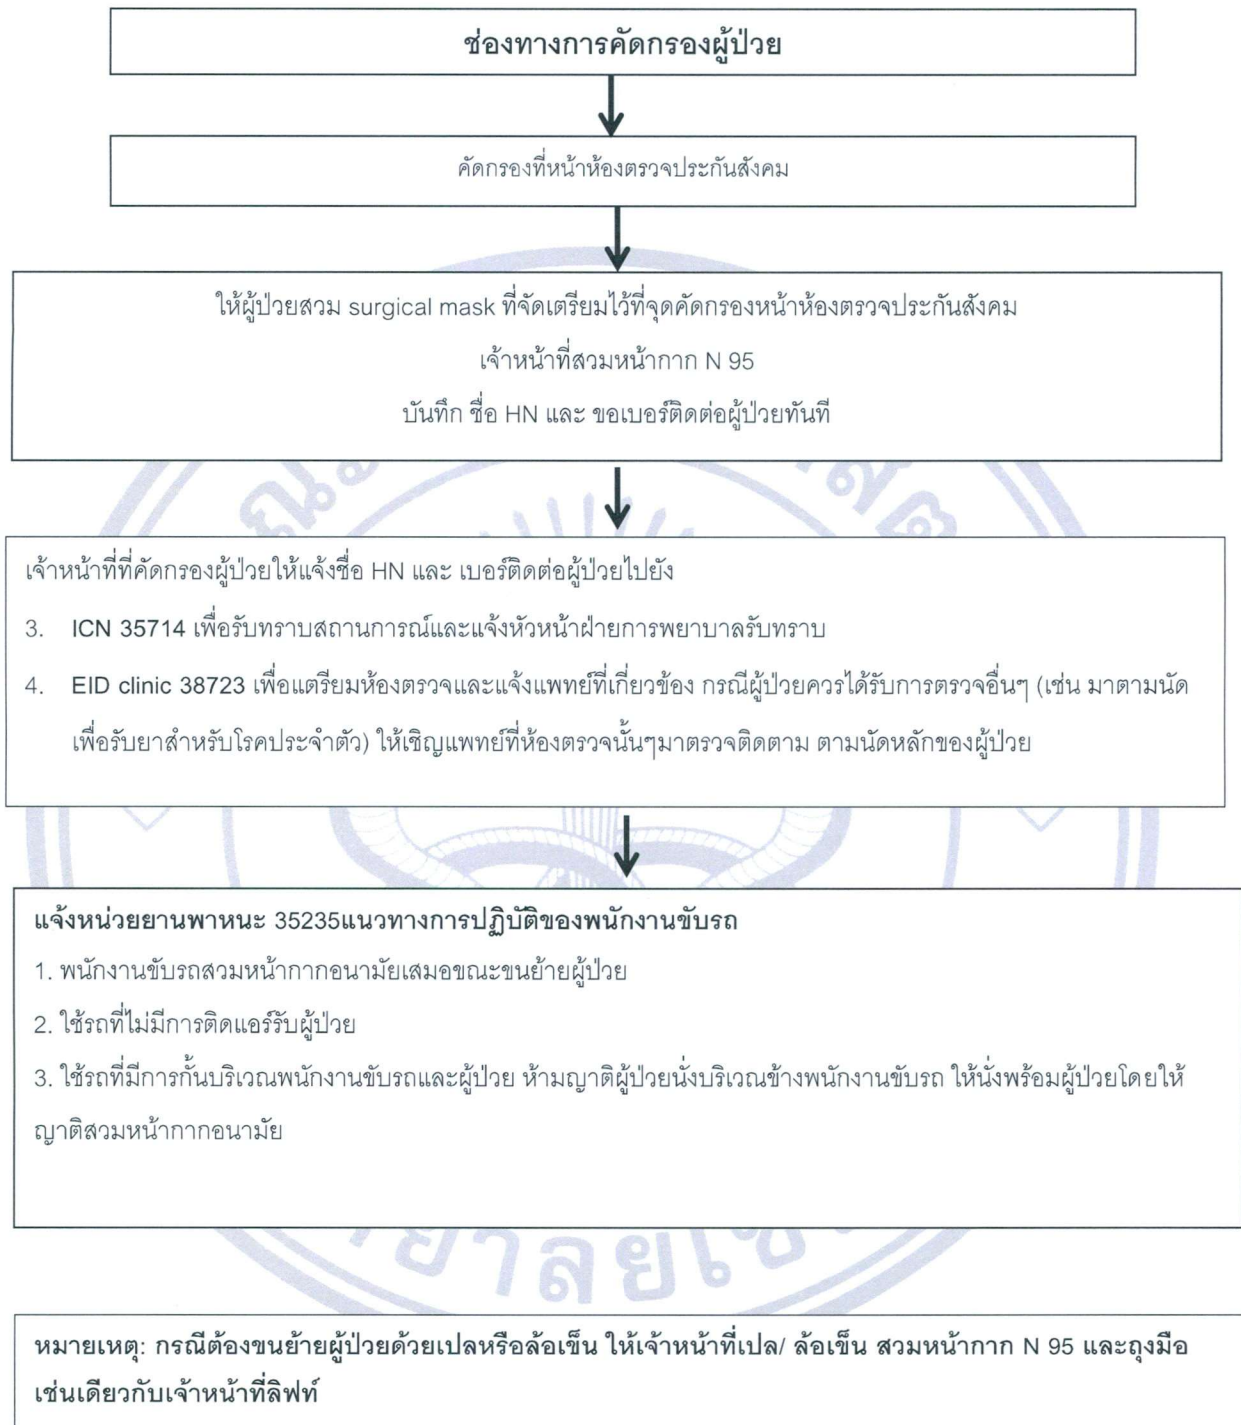 ช่องทางการคัดกรองผู้ป่วย
คัดกรองที่หน้าห้องตรวจประกันสังคม
ให้ผู้ป่วยสวม surgical mask ที่จัดเตรียมไว้ที่จุดคัดกรองหน้าห้องตรวจประกันสังคม
เจ้าหน้าที่สวมหน้ากาก N 95
บันทึก ชื่อ HN และ ขอเบอร์ติดต่อผู้ป่วยทันที
เจ้าหน้าที่ที่คัดกรองผู้ป่วยให้แจ้งชื่อ HN และ เบอร์ติดต่อผู้ป่วยไปยัง
3. ICN 35714 เพื่อรับทราบสถานการณ์และแจ้งหัวหน้าฝ่ายการพยาบาลรับทราบ
4. EID clinic 38723 เพื่อแตรียมห้องตรวจและแจ้งแพทย์ที่เกี่ยวข้อง กรณีผู้ป่วยควรได้รับการตรวจอื่นๆ (เช่น มาตามนัด
เพื่อรับยาสำหรับโรคประจำตัว) ให้เชิญแพทย์ที่ห้องตรวจนั้นๆมาตรวจติดตาม ตามนัดหลักของผู้ป่วย
แจ้งหน่วยยานพาหนะ 35235แนวทางการปฏิบัติของพนักงานขับรถ
1. พนักงานขับรถสวมหน้ากากอนามัยเสมอขณะขนย้ายผู้ป่วย
2. ใช้รถที่ไม่มีการติดแอร์รับผู้ป่วย
3. ใช้รถที่มีการกั้นบริเวณพนักงานขับรถและผู้ป่วย ห้ามญาติผู้ป่วยนั่งบริเวณข้างพนักงานขับรถ ให้นั่งพร้อมผู้ป่วยโดยให้
ญาติสวมหน้ากากอนามัย
หมายเหตุ: กรณีต้องขนย้ายผู้ป่วยด้วยเปลหรือล้อเข็น ให้เจ้าหน้าที่เปล/ ล้อเข็น สวมหน้ากาก N 95 และถุงมือ
เช่นเดียวกับเจ้าหน้าที่ลิฟท์